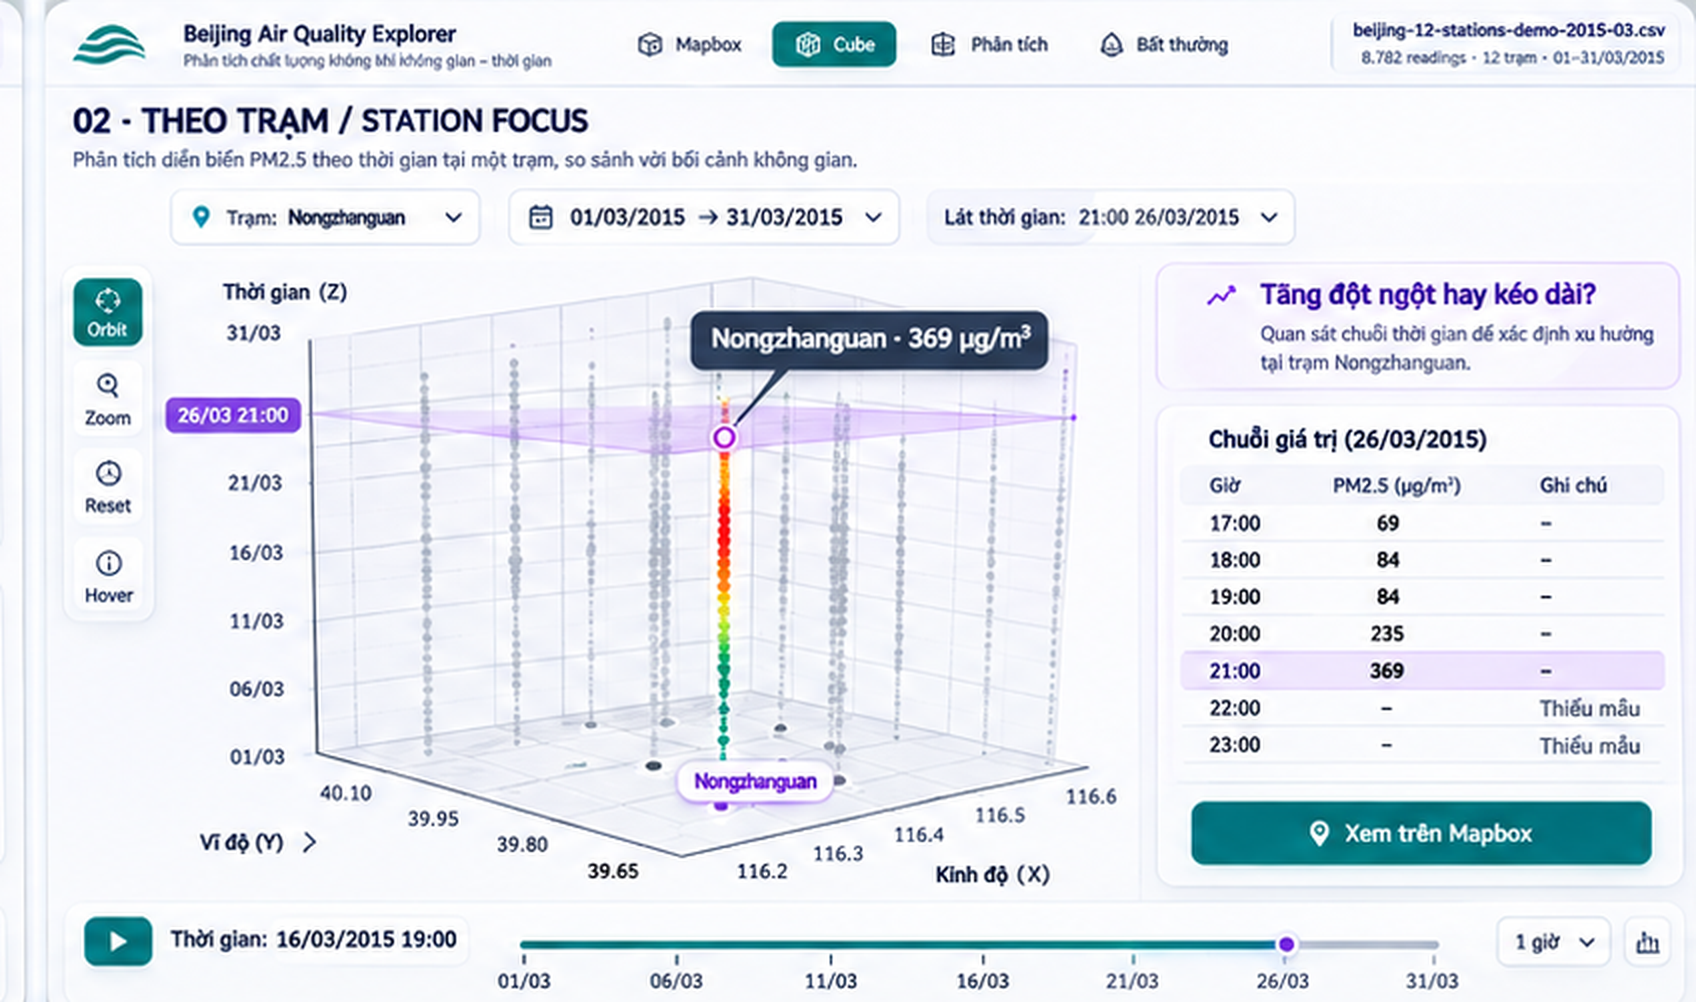 Beijing Air Quality Explorer
Phân tích chất lượng không khí không gian – thời gian
Mapbox
Cube
Phân tích
Bất thường
beijing-12-stations-demo-2015-03.csv
8.782 readings · 12 trạm · 01–31/03/2015
02 - THEO TRẠM / STATION FOCUS
Phân tích diễn biến PM2.5 theo thời gian tại một trạm, so sánh với bối cảnh không gian.
Trạm: Nongzhanguan
01/03/2015 → 31/03/2015
Lát thời gian: 21:00 26/03/2015
Orbit
Zoom
Reset
Hover
Thời gian (Z)
31/03
26/03 21:00
21/03
16/03
11/03
06/03
01/03
Nongzhanguan · 369 µg/m³
Nongzhanguan
40.10
39.95
39.80
39.65
Vĩ độ (Y) >
116.2
116.3
116.4
116.5
116.6
Kinh độ (X)
Tăng đột ngột hay kéo dài?
Quan sát chuỗi thời gian để xác định xu hướng
tại trạm Nongzhanguan.
Chuỗi giá trị (26/03/2015)
Giờ PM2.5 (µg/m³) Ghi chú
17:00 69 –
18:00 84 –
19:00 84 –
20:00 235 –
21:00 369 –
22:00 – Thiếu mẫu
23:00 – Thiếu mẫu
Xem trên Mapbox
Thời gian: 16/03/2015 19:00
01/03 06/03 11/03 16/03 21/03 26/03 31/03
1 giờ